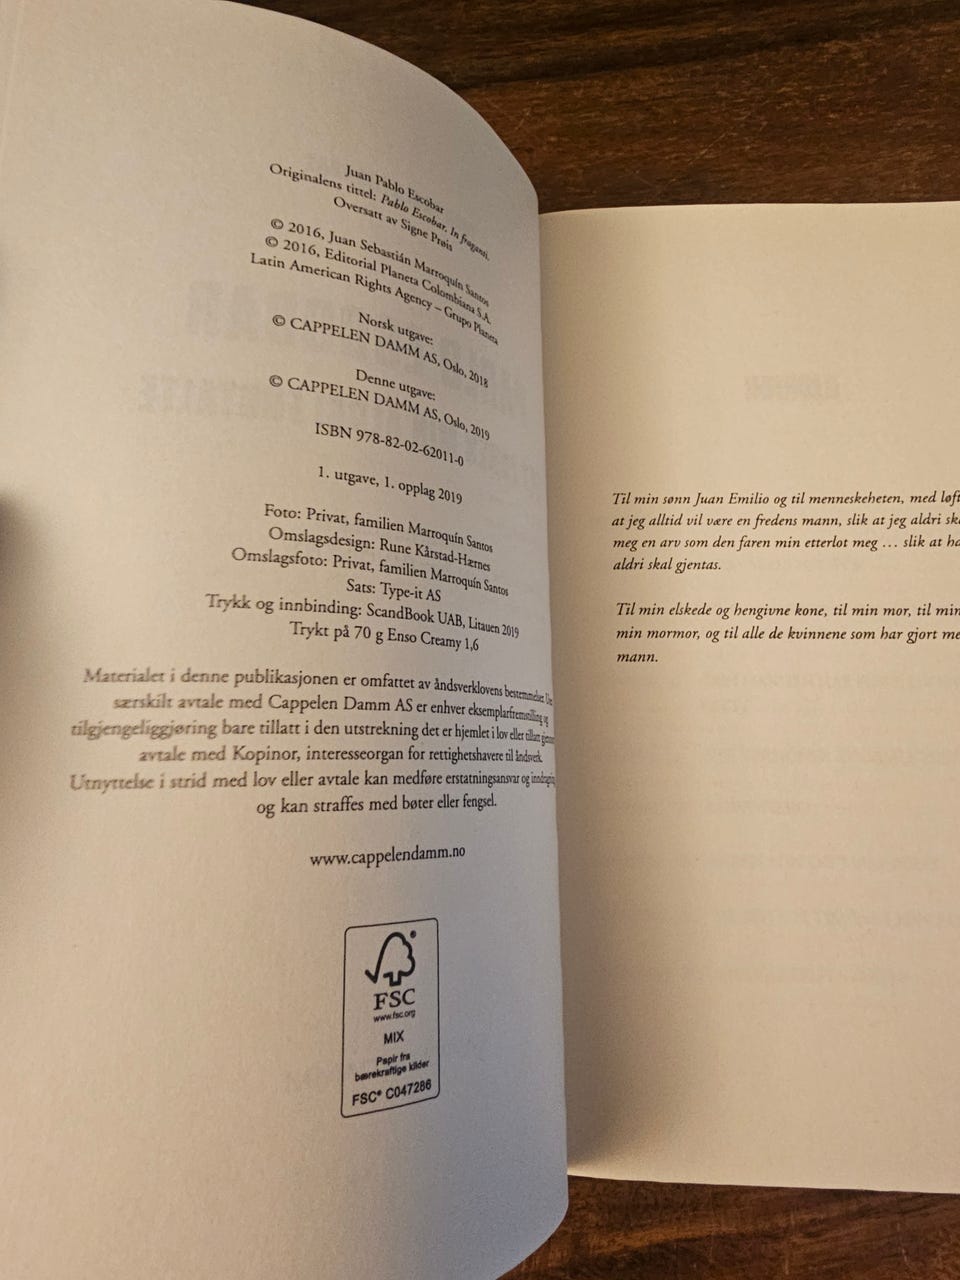 Juan Pablo Escobar
Originalens tittel: Pablo Escobar. In fraganti.
Oversatt av Signe Prøis
© 2016, Juan Sebastián Marroquín Santos
© 2016, Editorial Planeta Colombiana S.A.
Latin American Rights Agency – Grupo Planeta
Norsk utgave:
© CAPPELEN DAMM AS, Oslo, 2018
Denne utgave:
© CAPPELEN DAMM AS, Oslo, 2019
ISBN 978-82-02-62011-0
1. utgave, 1. opplag 2019
Foto: Privat, familien Marroquín Santos
Omslagsdesign: Rune Kårstad-Hærnes
Omslagsfoto: Privat, familien Marroquín Santos
Sats: Type-it AS
Trykk og innbinding: ScandBook UAB, Litauen 2019
Trykt på 70 g Enso Creamy 1,6
Materialet i denne publikasjonen er omfattet av åndsverklovens bestemmelser.
særskilt avtale med Cappelen Damm AS er enhver eksemplarfremstilling og
tilgjengeliggjøring bare tillatt i den utstrekning det er hjemlet i lov eller tillatt
avtale med Kopinor, interesseorgan for rettighetshavere til åndsverk.
Utnyttelse i strid med lov eller avtale kan medføre erstatningsansvar og
og kan straffes med bøter eller fengsel.
www.cappelendamm.no
FSC
www.fsc.org
MIX
Papir fra
bærekraftige kilder
FSC® C047286
Til min sønn Juan Emilio og til menneskeheten, med
at jeg alltid vil være en fredens mann, slik at jeg aldri
meg en arv som den faren min etterlot meg … slik at
aldri skal gjentas.
Til min elskede og hengivne kone, til min mor, til
min mormor, og til alle de kvinnene som har gjort
mann.